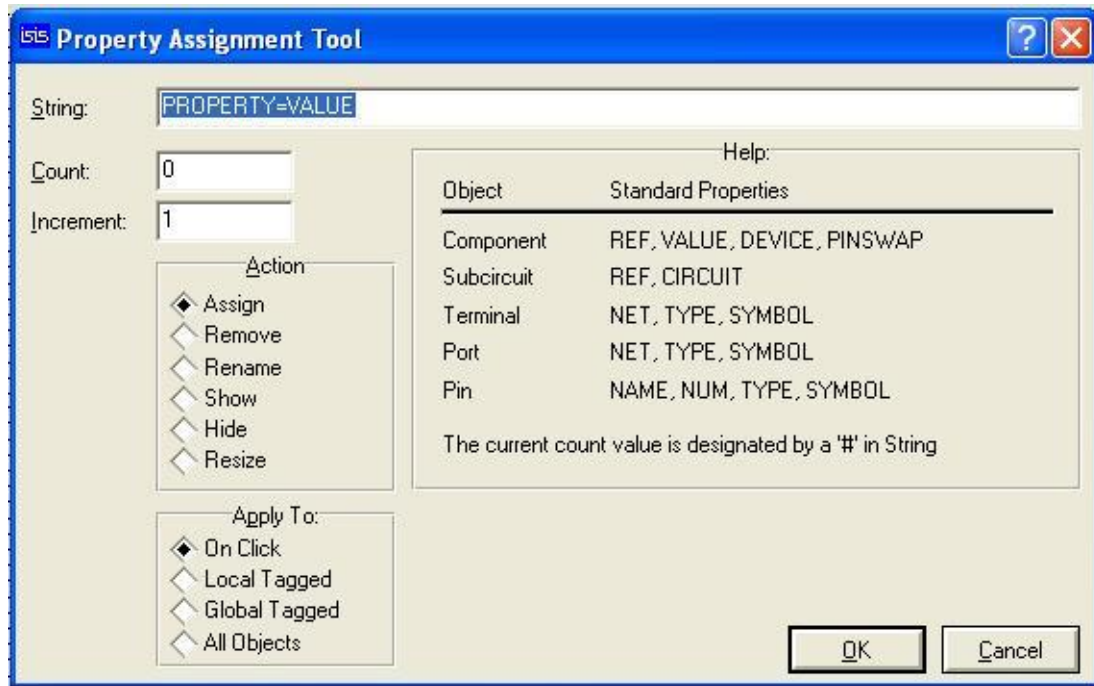 isis Property Assignment Tool
String: PROPERTY=VALUE
Count: 0
Increment: 1
Action
Assign
Remove
Rename
Show
Hide
Resize
Apply To:
On Click
Local Tagged
Global Tagged
All Objects
Help:
Object Standard Properties
Component REF, VALUE, DEVICE, PINSWAP
Subcircuit REF, CIRCUIT
Terminal NET, TYPE, SYMBOL
Port NET, TYPE, SYMBOL
Pin NAME, NUM, TYPE, SYMBOL
The current count value is designated by a '#' in String
OK Cancel